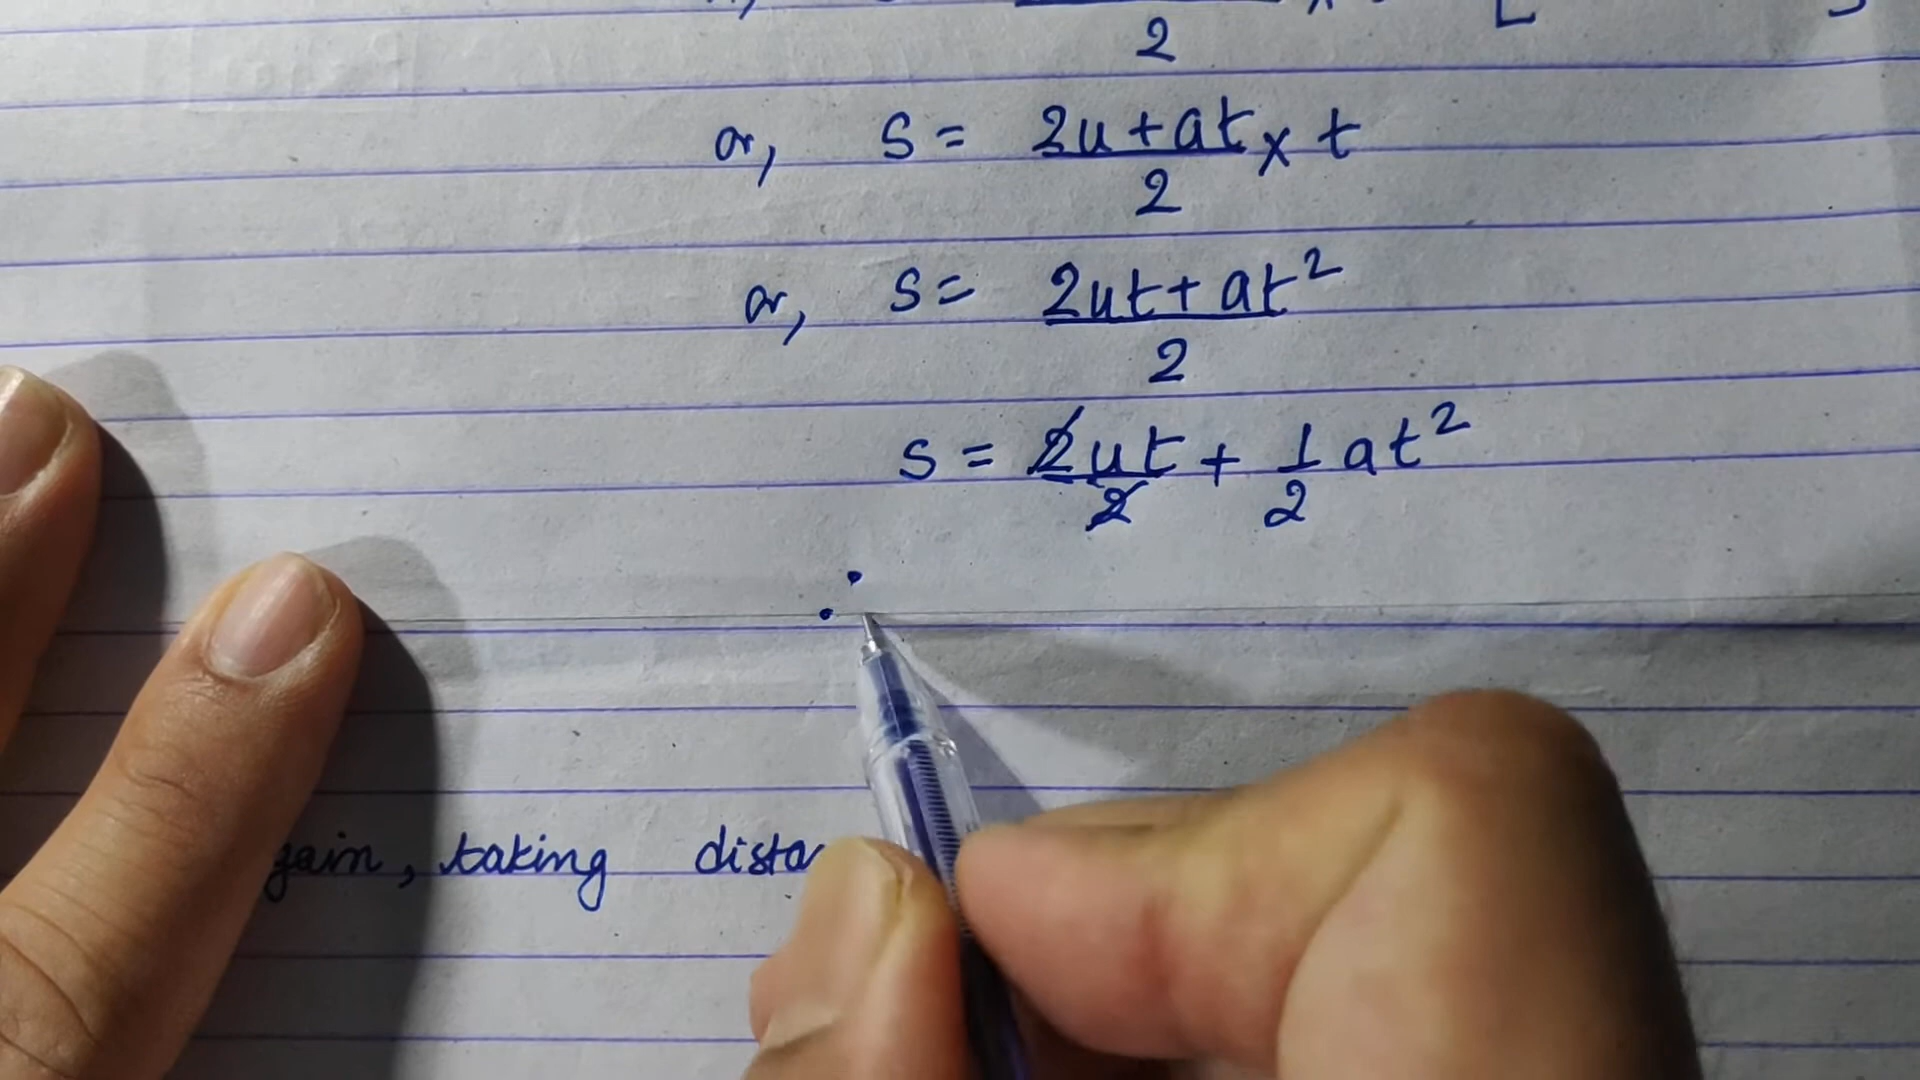 2
or, S = 2u + at × t
2
or, S = 2ut + at²
2
S = 2ut + 1 at²
2 2
gain, taking dista